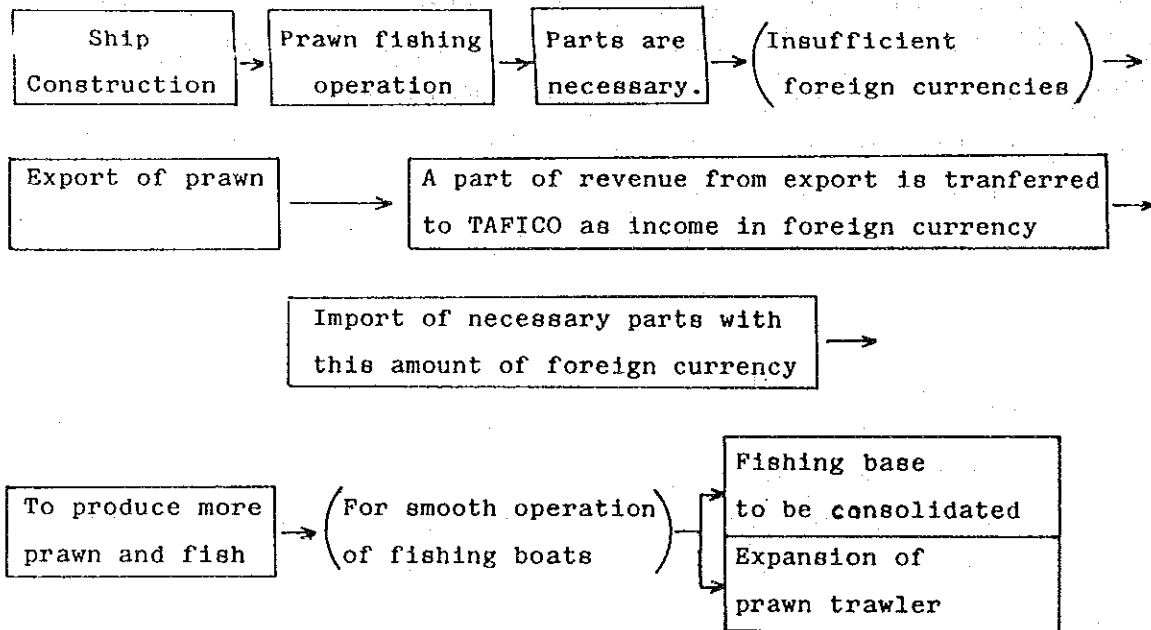 Ship
Construction
Prawn fishing
operation
Parts are
necessary.
Insufficient
foreign currencies
Export of prawn
A part of revenue from export is tranferred
to TAFICO as income in foreign currency
Import of necessary parts with
this amount of foreign currency
To produce more
prawn and fish
For smooth operation
of fishing boats
Fishing base
to be consolidated
Expansion of
prawn trawler